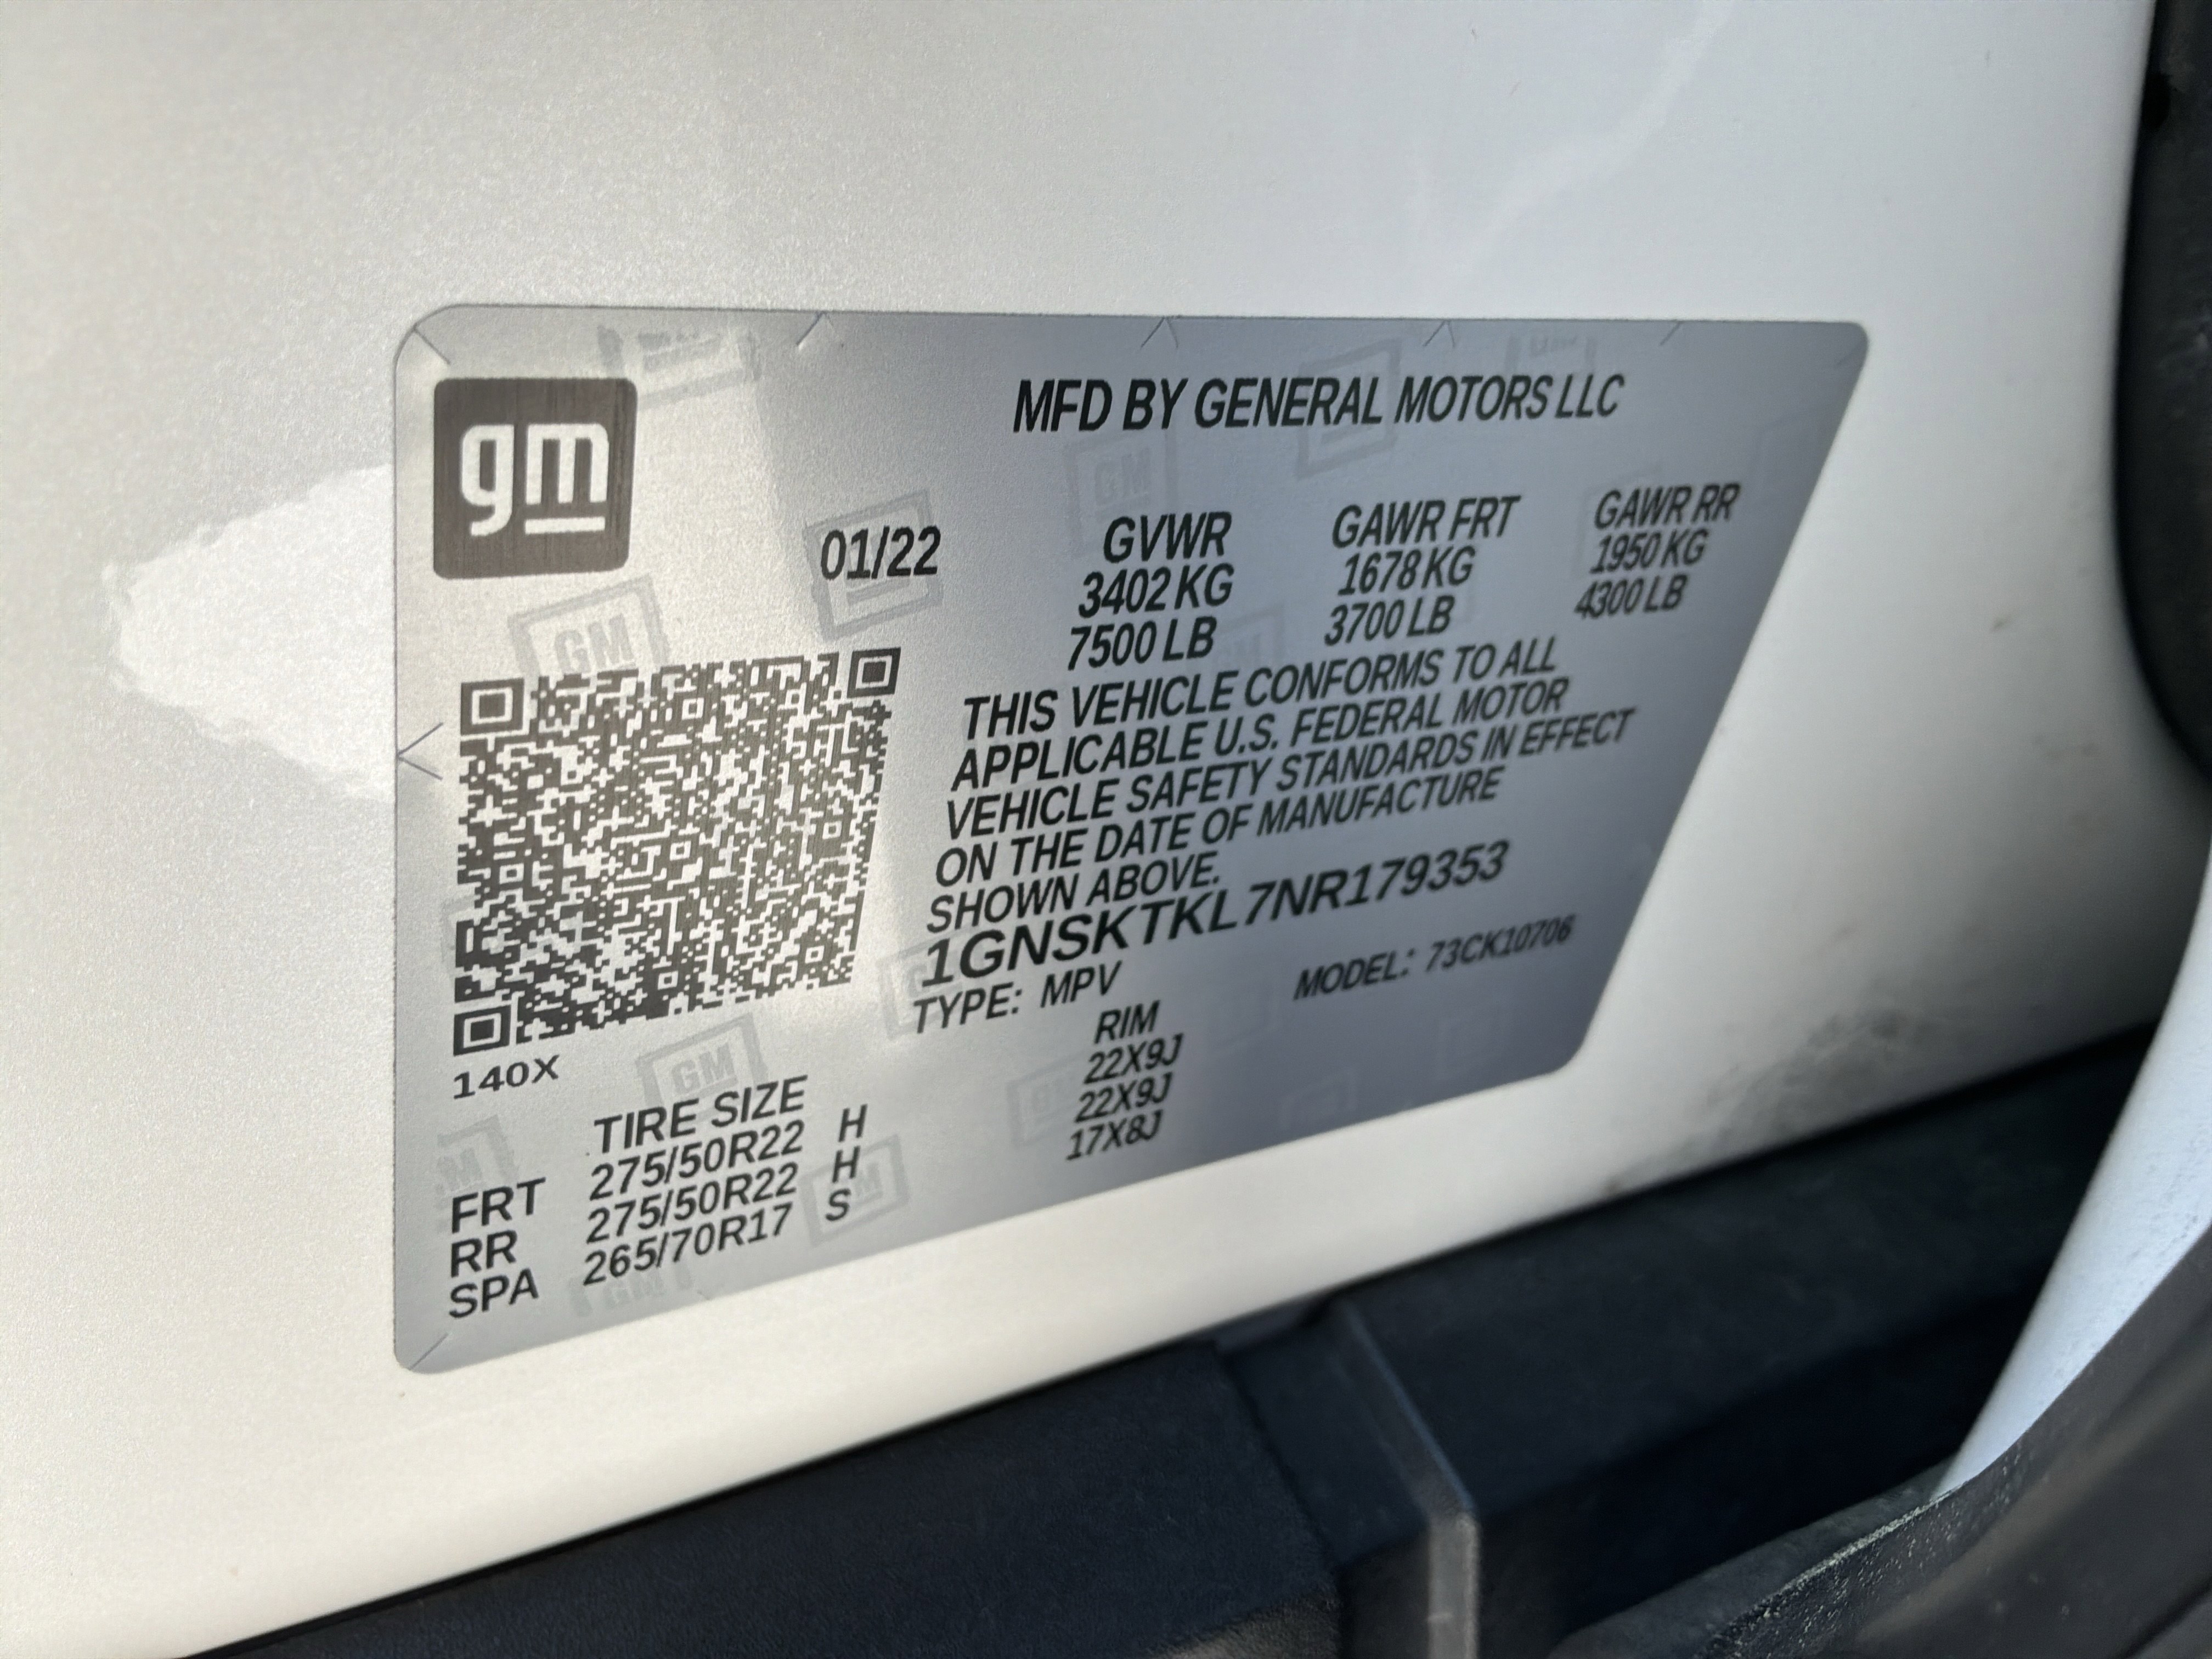 gm
MFD BY GENERAL MOTORS LLC
01/22
GVWR GAWR FRT GAWR RR
3402 KG 1678 KG 1950 KG
7500 LB 3700 LB 4300 LB
THIS VEHICLE CONFORMS TO ALL
APPLICABLE U.S. FEDERAL MOTOR
VEHICLE SAFETY STANDARDS IN EFFECT
ON THE DATE OF MANUFACTURE
SHOWN ABOVE.
1GNSKTKL7NR179353
TYPE: MPV MODEL: 73CK10706
140X
TIRE SIZE RIM
FRT 275/50R22 H 22X9J
RR 275/50R22 H 22X9J
SPA 265/70R17 S 17X8J
GM
GM
GM